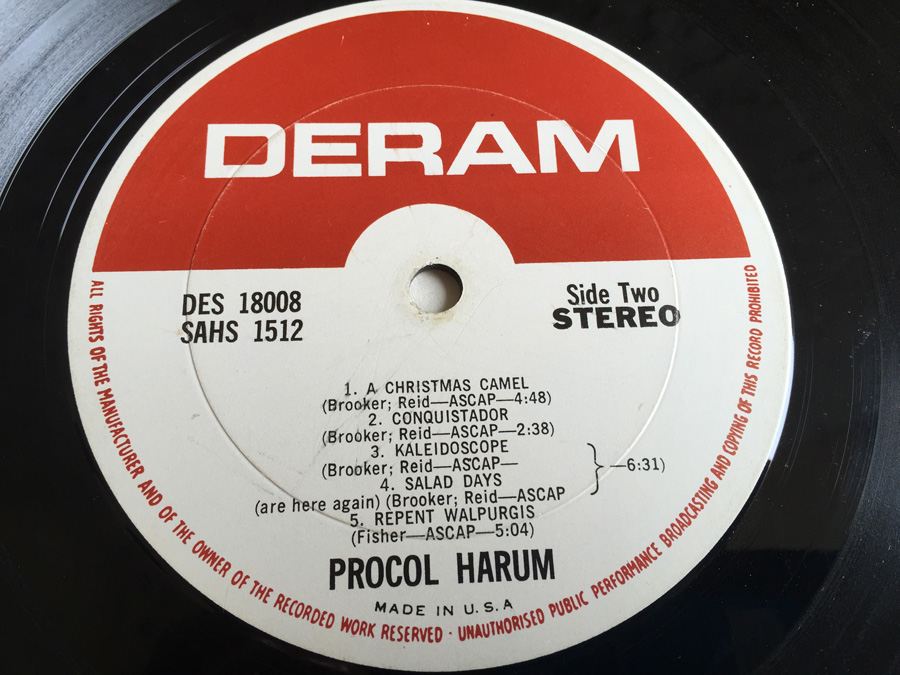 DERAM
DES 18008
SAHS 1512
Side Two
STEREO
1. A CHRISTMAS CAMEL
(Brooker; Reid—ASCAP—4:48)
2. CONQUISTADOR
(Brooker; Reid—ASCAP—2:38)
3. KALEIDOSCOPE
(Brooker; Reid—ASCAP—
4. SALAD DAYS
(are here again) (Brooker; Reid—ASCAP
—6:31)
5. REPENT WALPURGIS
(Fisher—ASCAP—5:04)
PROCOL HARUM
MADE IN U.S.A
ALL RIGHTS OF THE MANUFACTURER AND OF THE OWNER OF THE RECORDED WORK RESERVED · UNAUTHORISED PUBLIC PERFORMANCE BROADCASTING AND COPYING OF THIS RECORD PROHIBITED